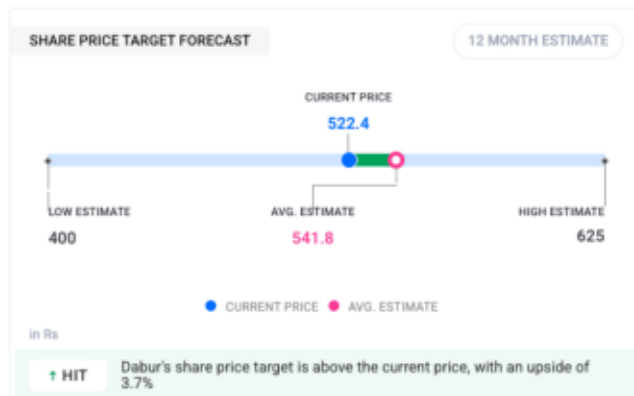 SHARE PRICE TARGET FORECAST
12 MONTH ESTIMATE
CURRENT PRICE
522.4
LOW ESTIMATE
AVG. ESTIMATE
HIGH ESTIMATE
400
541.8
625
CURRENT PRICE
AVG. ESTIMATE
in Rs
↑ HIT
Dabur's share price target is above the current price, with an upside of
3.7%